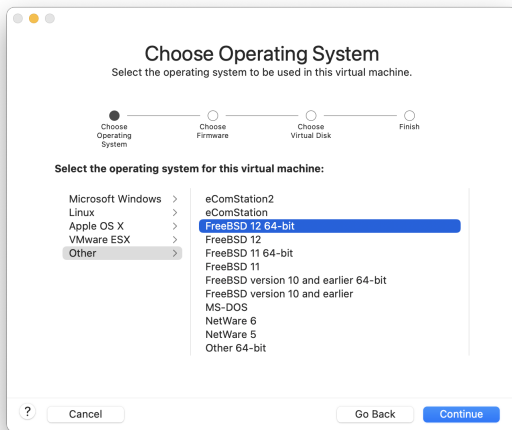 Choose Operating System
Select the operating system to be used in this virtual machine.
Choose
Operating
System
Choose
Firmware
Choose
Virtual Disk
Finish
Select the operating system for this virtual machine:
Microsoft Windows
Linux
Apple OS X
VMware ESX
Other
eComStation2
eComStation
FreeBSD 12 64-bit
FreeBSD 12
FreeBSD 11 64-bit
FreeBSD 11
FreeBSD version 10 and earlier 64-bit
FreeBSD version 10 and earlier
MS-DOS
NetWare 6
NetWare 5
Other 64-bit
?
Cancel
Go Back
Continue